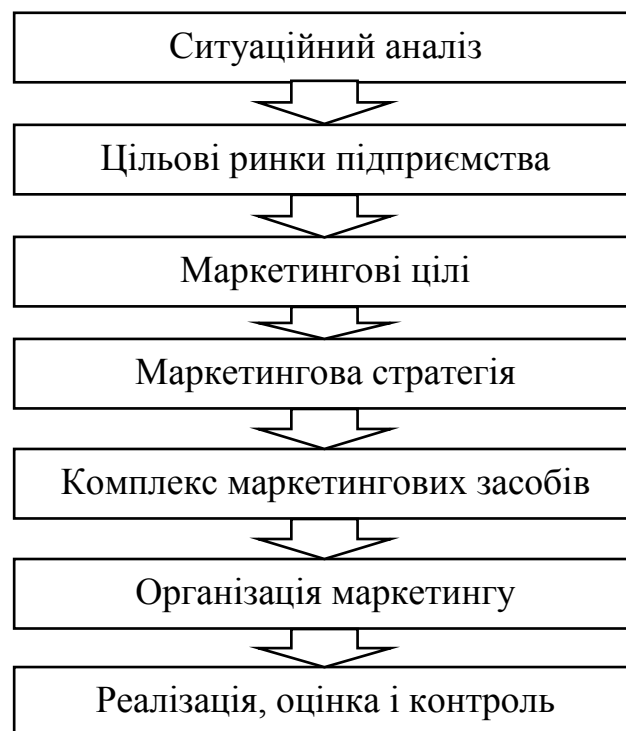 Ситуаційний аналіз
Цільові ринки підприємства
Маркетингові цілі
Маркетингова стратегія
Комплекс маркетингових засобів
Організація маркетингу
Реалізація, оцінка і контроль